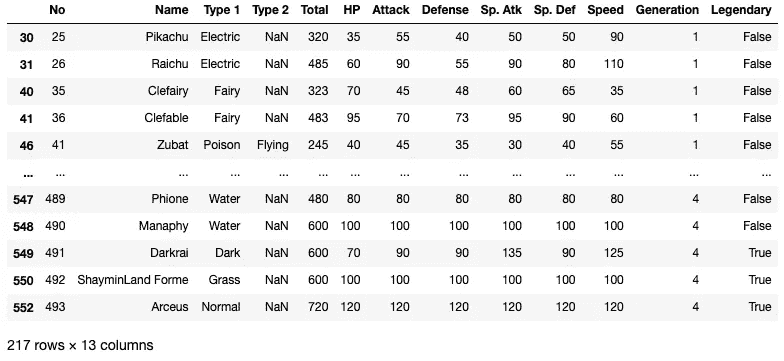 No Name Type 1 Type 2 Total HP Attack Defense Sp. Atk Sp. Def Speed Generation Legendary
30 25 Pikachu Electric NaN 320 35 55 40 50 50 90 1 False
31 26 Raichu Electric NaN 485 60 90 55 90 80 110 1 False
40 35 Clefairy Fairy NaN 323 70 45 48 60 65 35 1 False
41 36 Clefable Fairy NaN 483 95 70 73 95 90 60 1 False
46 41 Zubat Poison Flying 245 40 45 35 30 40 55 1 False
... ... ... ... ... ... ... ... ... ... ... ... ... ...
547 489 Phione Water NaN 480 80 80 80 80 80 80 4 False
548 490 Manaphy Water NaN 600 100 100 100 100 100 100 4 False
549 491 Darkrai Dark NaN 600 70 90 90 135 90 125 4 True
550 492 ShayminLand Forme Grass NaN 600 100 100 100 100 100 100 4 True
552 493 Arceus Normal NaN 720 120 120 120 120 120 120 4 True
217 rows × 13 columns